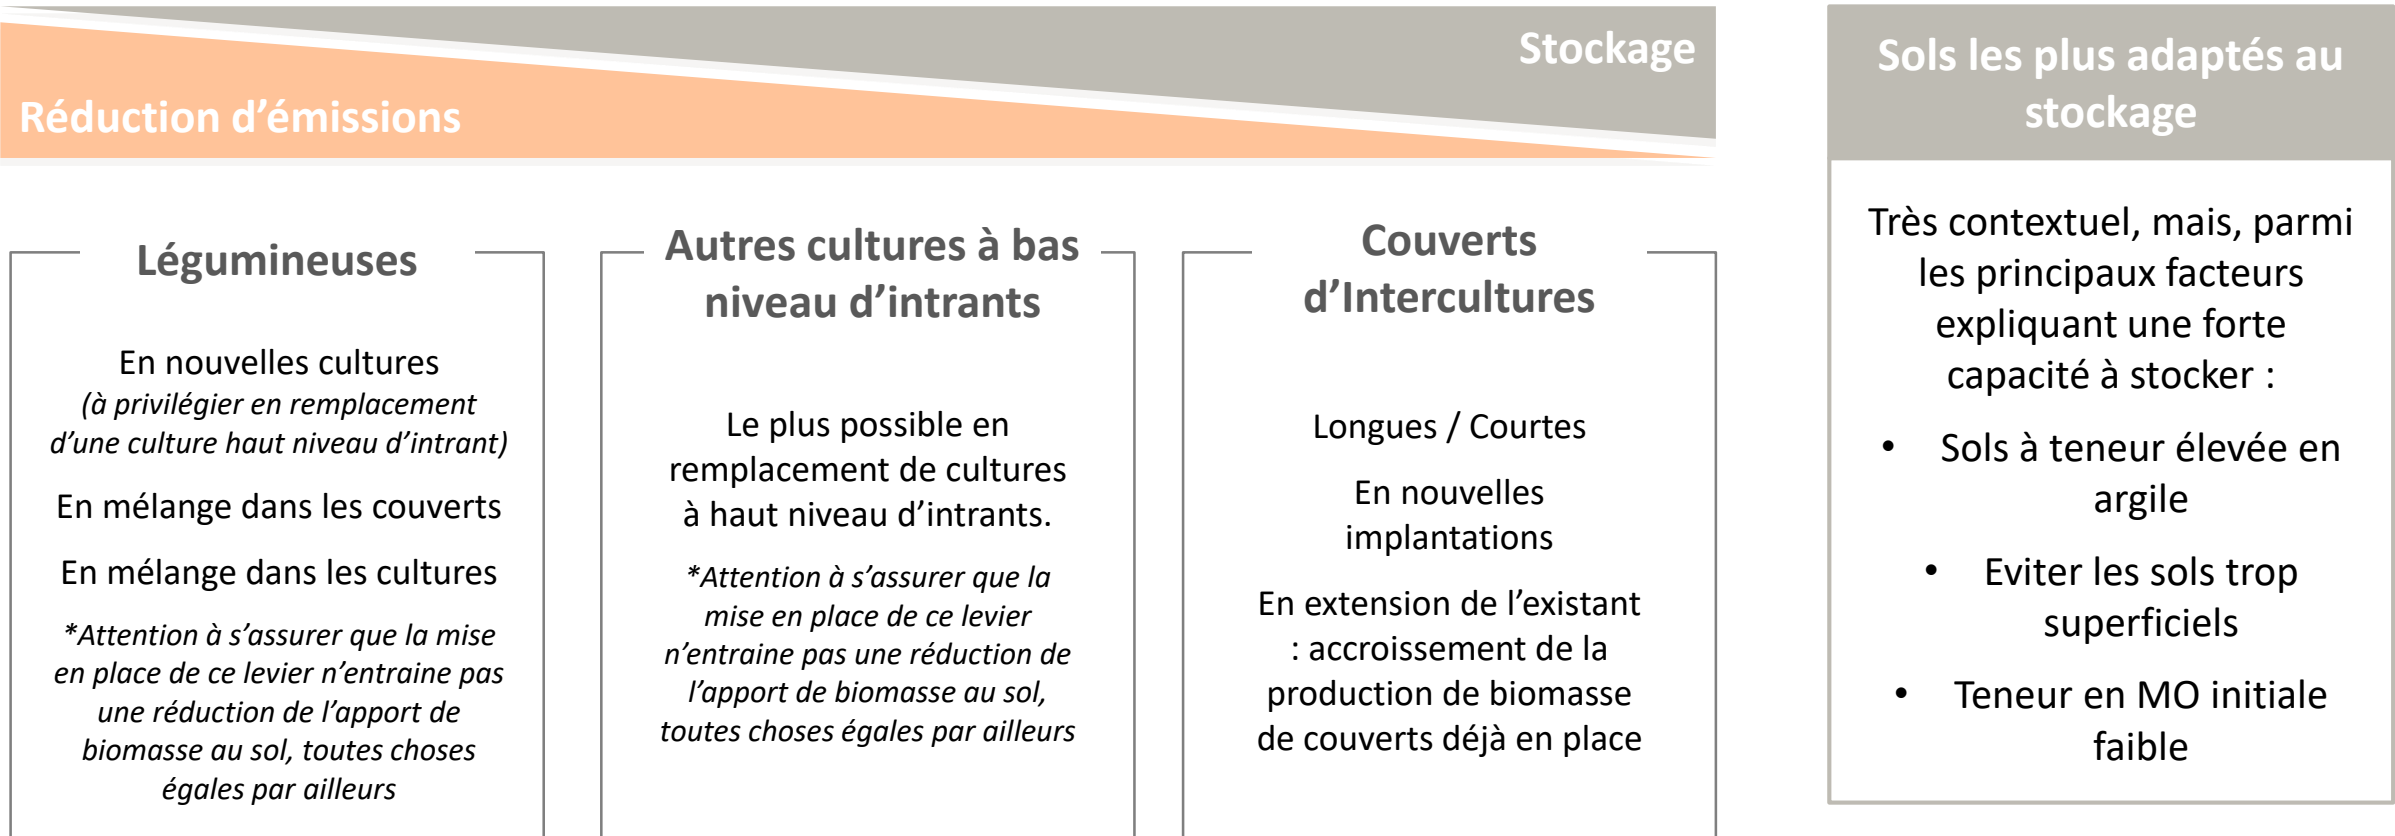 Stockage
Réduction d’émissions
Légumineuses
En nouvelles cultures
(à privilégier en remplacement
d’une culture haut niveau d’intrant)
En mélange dans les couverts
En mélange dans les cultures
*Attention à s’assurer que la mise
en place de ce levier n’entraine pas
une réduction de l’apport de
biomasse au sol, toutes choses
égales par ailleurs
Autres cultures à bas
niveau d’intrants
Le plus possible en
remplacement de cultures
à haut niveau d’intrants.
*Attention à s’assurer que la
mise en place de ce levier
n’entraine pas une réduction de
l’apport de biomasse au sol,
toutes choses égales par ailleurs
Couverts
d’Intercultures
Longues / Courtes
En nouvelles
implantations
En extension de l’existant
: accroissement de la
production de biomasse
de couverts déjà en place
Sols les plus adaptés au
stockage
Très contextuel, mais, parmi
les principaux facteurs
expliquant une forte
capacité à stocker :
• Sols à teneur élevée en
argile
• Eviter les sols trop
superficiels
• Teneur en MO initiale
faible